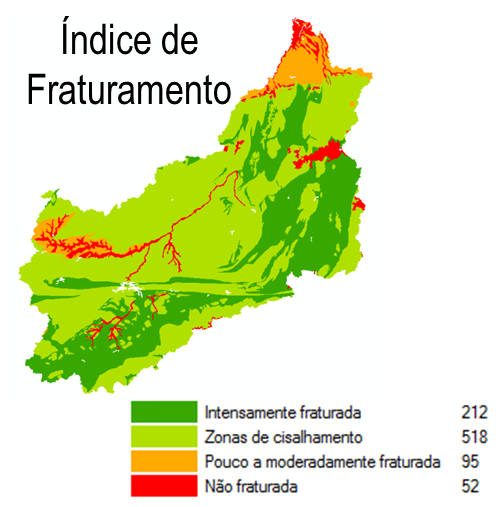 Índice de
Fraturamento
Intensamente fraturada 212
Zonas de cisalhamento 518
Pouco a moderadamente fraturada 95
Não fraturada 52